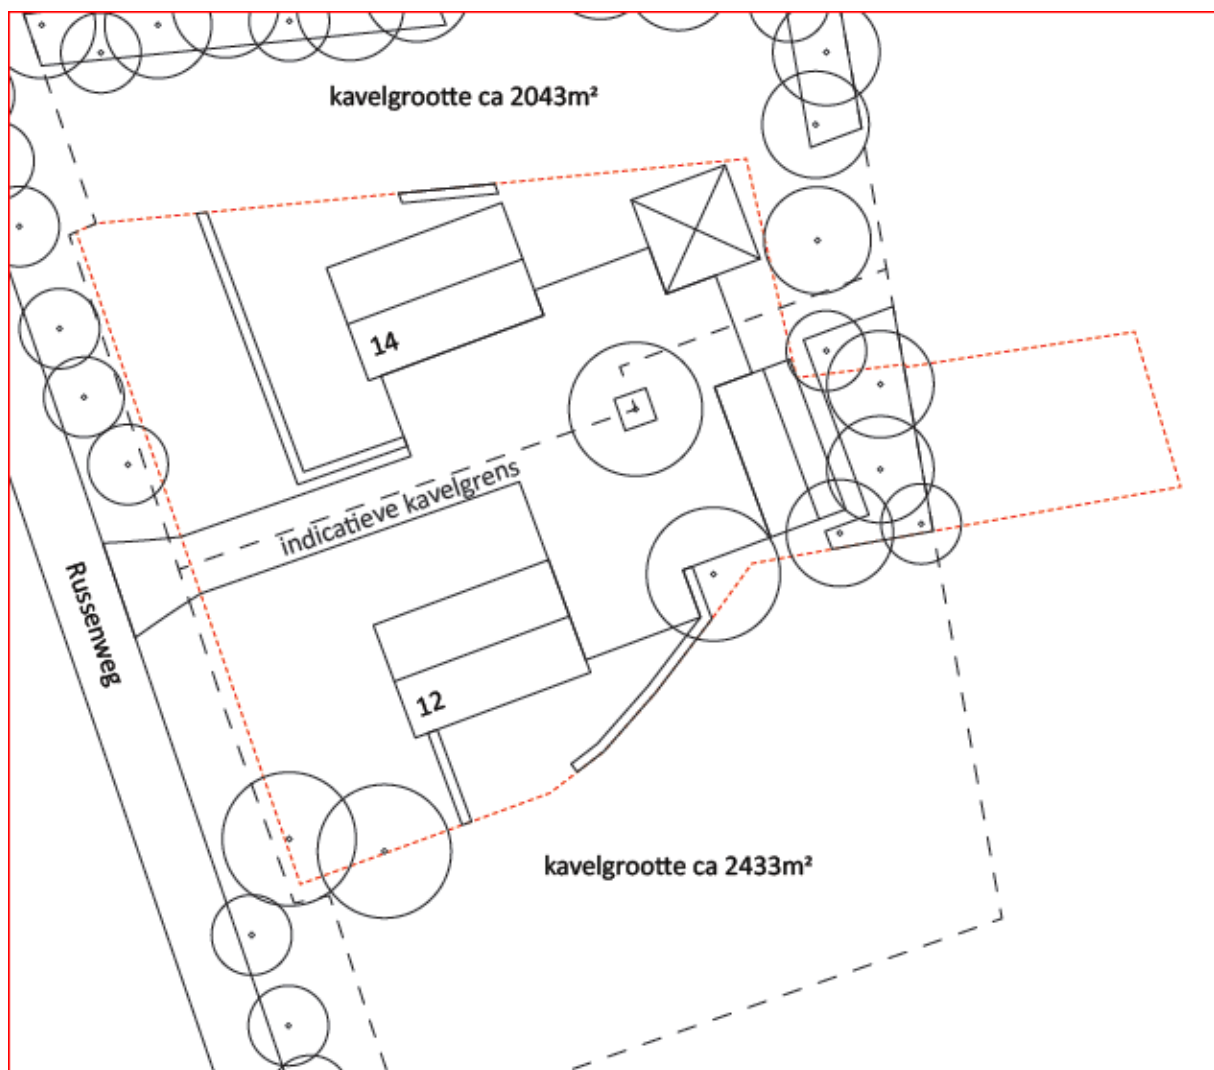 kavelgrootte ca 2043m²
14
indicatieve kavelgrens
Russenweg
12
kavelgrootte ca 2433m²